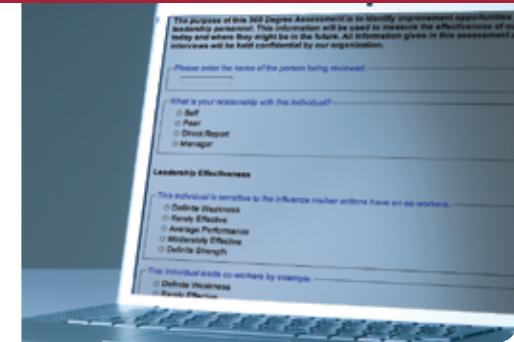 The purpose of this 360 Degree Assessment is to identify improvement opportunities
leadership personnel. This information will be used to measure the effectiveness of
today and where they might be in the future. All information given in this assessment
interviews will be held confidential by our organization.
Please enter the name of the person being reviewed:
What is your relationship with this individual?
Self
Peer
Direct Report
Manager
Leadership Effectiveness
This individual is sensitive to the influence his/her actions have on co-workers.
Definite Weakness
Rarely Effective
Average Performance
Moderately Effective
Definite Strength
This individual leads co-workers by example.
Definite Weakness
Rarely Effective